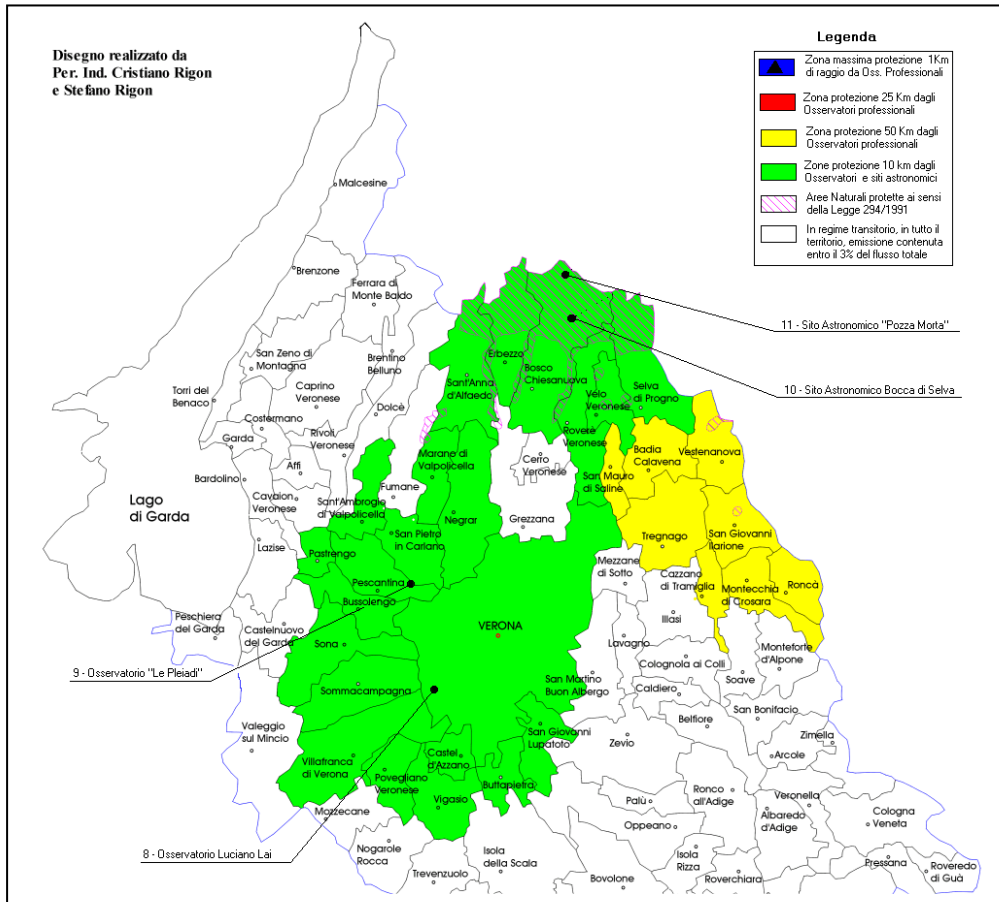 Disegno realizzato da
Per. Ind. Cristiano Rigon
e Stefano Rigon
Legenda
Zona massima protezione 1Km
di raggio da Oss. Professionali
Zona protezione 25 Km dagli
Osservatori professionali
Zona protezione 50 Km dagli
Osservatori professionali
Zone protezione 10 km dagli
Osservatori e siti astronomici
Aree Naturali protette ai sensi
della Legge 294/1991
In regime transitorio, in tutto il
territorio, emissione contenuta
entro il 3% del flusso totale
Malcesine
Brenzone
Ferrara di
Monte Baldo
11 - Sito Astronomico "Pozza Morta"
San Zeno di
Montagna
Brentino
Belluno
Erbezzo
Bosco
Chiesanuova
Sant'Anna
d'Alfaedo
Caprino
Veronese
Torri del
Benaco
Velo
Veronese
Selva
di Progno
10 - Sito Astronomico Bocca di Selva
Dolcè
Costermano
Garda
Rivoli
Veronese
Roverè
Veronese
Marano di
Valpolicella
Cerro
Veronese
Badia
Calavena
Vestenanova
Affi
Bardolino
San Mauro
di Saline
Fumane
Cavaion
Veronese
Sant'Ambrogio
di Valpolicella
Lago
di Garda
Negrar
Grezzana
San Pietro
in Cariano
Tregnago
San Giovanni
Ilarione
Lazise
Pastrengo
Mezzane
di Sotto
Cazzano
di Tramiglia
Pescantina
Montecchia
di Crosara
Roncà
Bussolengo
Peschiera
del Garda
Castelnuovo
del Garda
Illasi
VERONA
Sona
Lavagno
Monteforte
d'Alpone
Colognola ai Colli
Soave
9 - Osservatorio "Le Pleiadi"
San Martino
Buon Albergo
Sommacampagna
Caldiero
San Bonifacio
Belfiore
Valeggio
sul Mincio
San Giovanni
Lupatoto
Zevio
Zimella
Arcole
Castel
d'Azzano
Villafranca
di Verona
Povegliano
Veronese
Buttapietra
Ronco
all'Adige
Veronella
Palù
Vigasio
Albaredo
d'Adige
Cologna
Veneta
Mozzecane
Oppeano
8 - Osservatorio Luciano Lai
Nogarole
Rocca
Isola
della Scala
Isola
Rizza
Pressana
Roveredo
di Guà
Trevenzuolo
Bovolone
Roverchiara